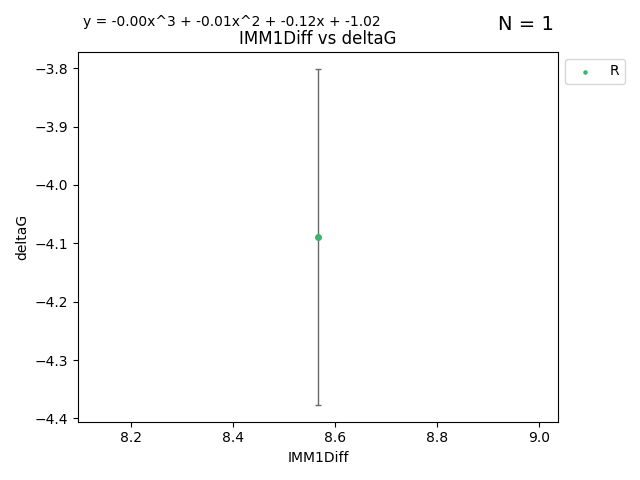 y = -0.00x^3 + -0.01x^2 + -0.12x + -1.02
N = 1
IMM1Diff vs deltaG
R
deltaG
−3.8
−3.9
−4.0
−4.1
−4.2
−4.3
−4.4
8.2 8.4 8.6 8.8 9.0
IMM1Diff